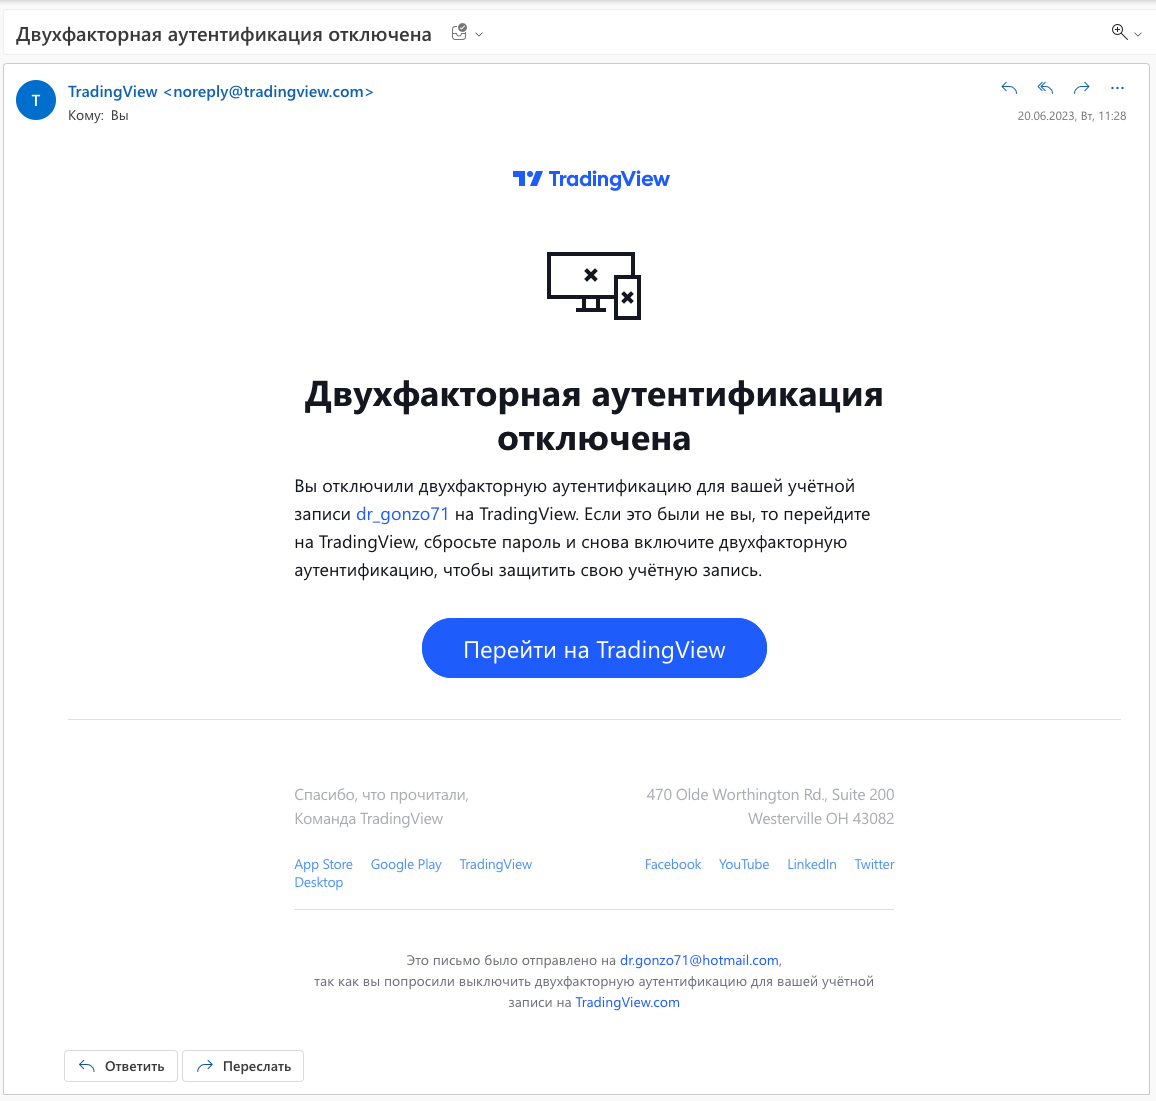 Двухфакторная аутентификация отключена
T
TradingView <noreply@tradingview.com>
Кому: Вы
20.06.2023, Вт, 11:28
TradingView
Двухфакторная аутентификация
отключена
Вы отключили двухфакторную аутентификацию для вашей учётной
записи dr_gonzo71 на TradingView. Если это были не вы, то перейдите
на TradingView, сбросьте пароль и снова включите двухфакторную
аутентификацию, чтобы защитить свою учётную запись.
Перейти на TradingView
Спасибо, что прочитали,
Команда TradingView
470 Olde Worthington Rd., Suite 200
Westerville OH 43082
App Store Google Play TradingView
Desktop
Facebook YouTube LinkedIn Twitter
Это письмо было отправлено на dr.gonzo71@hotmail.com,
так как вы попросили выключить двухфакторную аутентификацию для вашей учётной
записи на TradingView.com
Ответить
Переслать